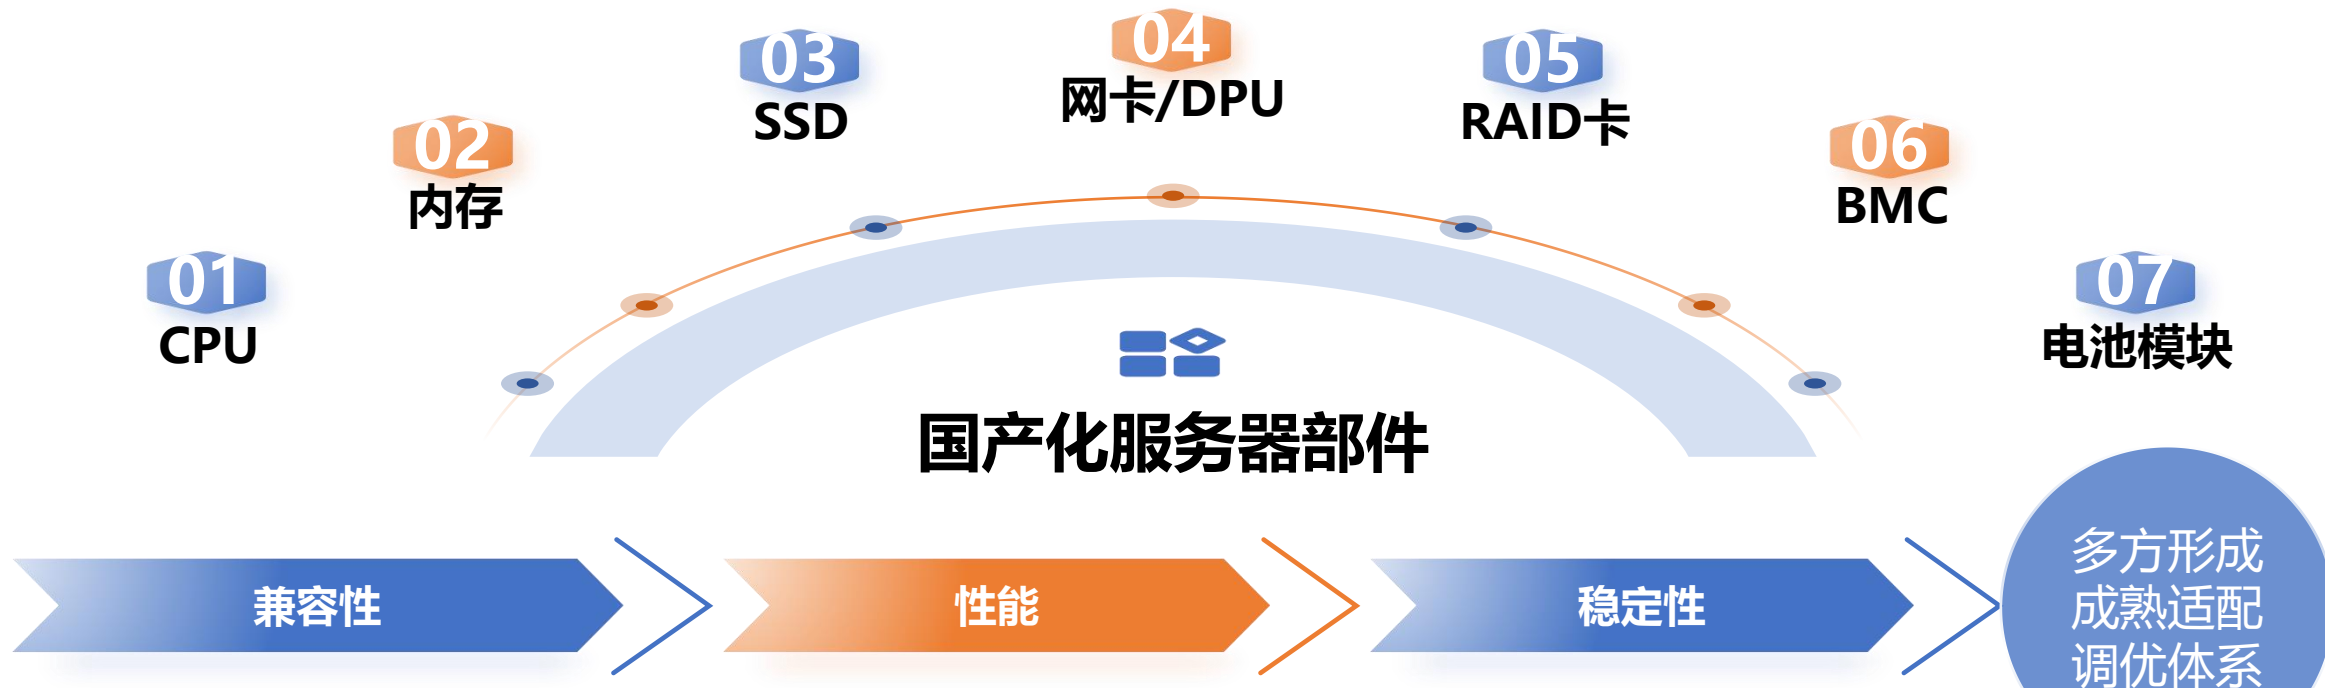 01
CPU
02
内存
03
SSD
04
网卡/DPU
05
RAID卡
06
BMC
07
电池模块
国产化服务器部件
兼容性
性能
稳定性
多方形成
成熟适配
调优体系